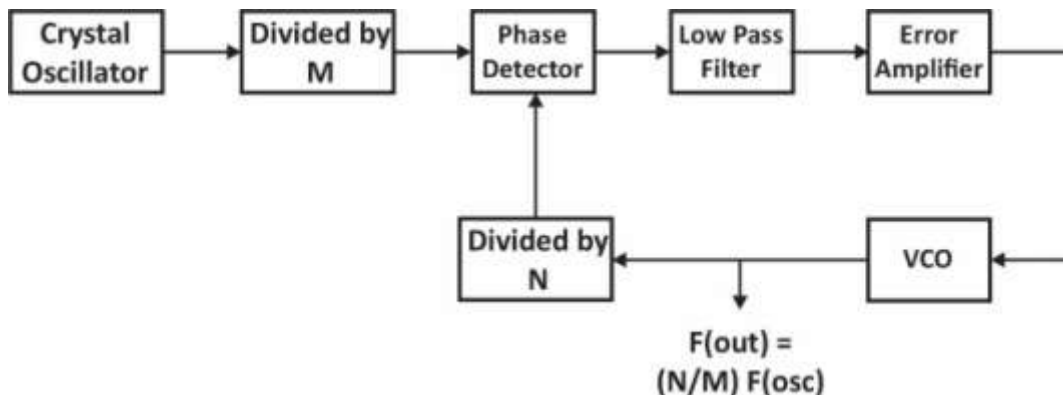 Crystal
Oscillator
Divided by
M
Phase
Detector
Low Pass
Filter
Error
Amplifier
Divided by
N
VCO
F(out) =
(N/M) F(osc)